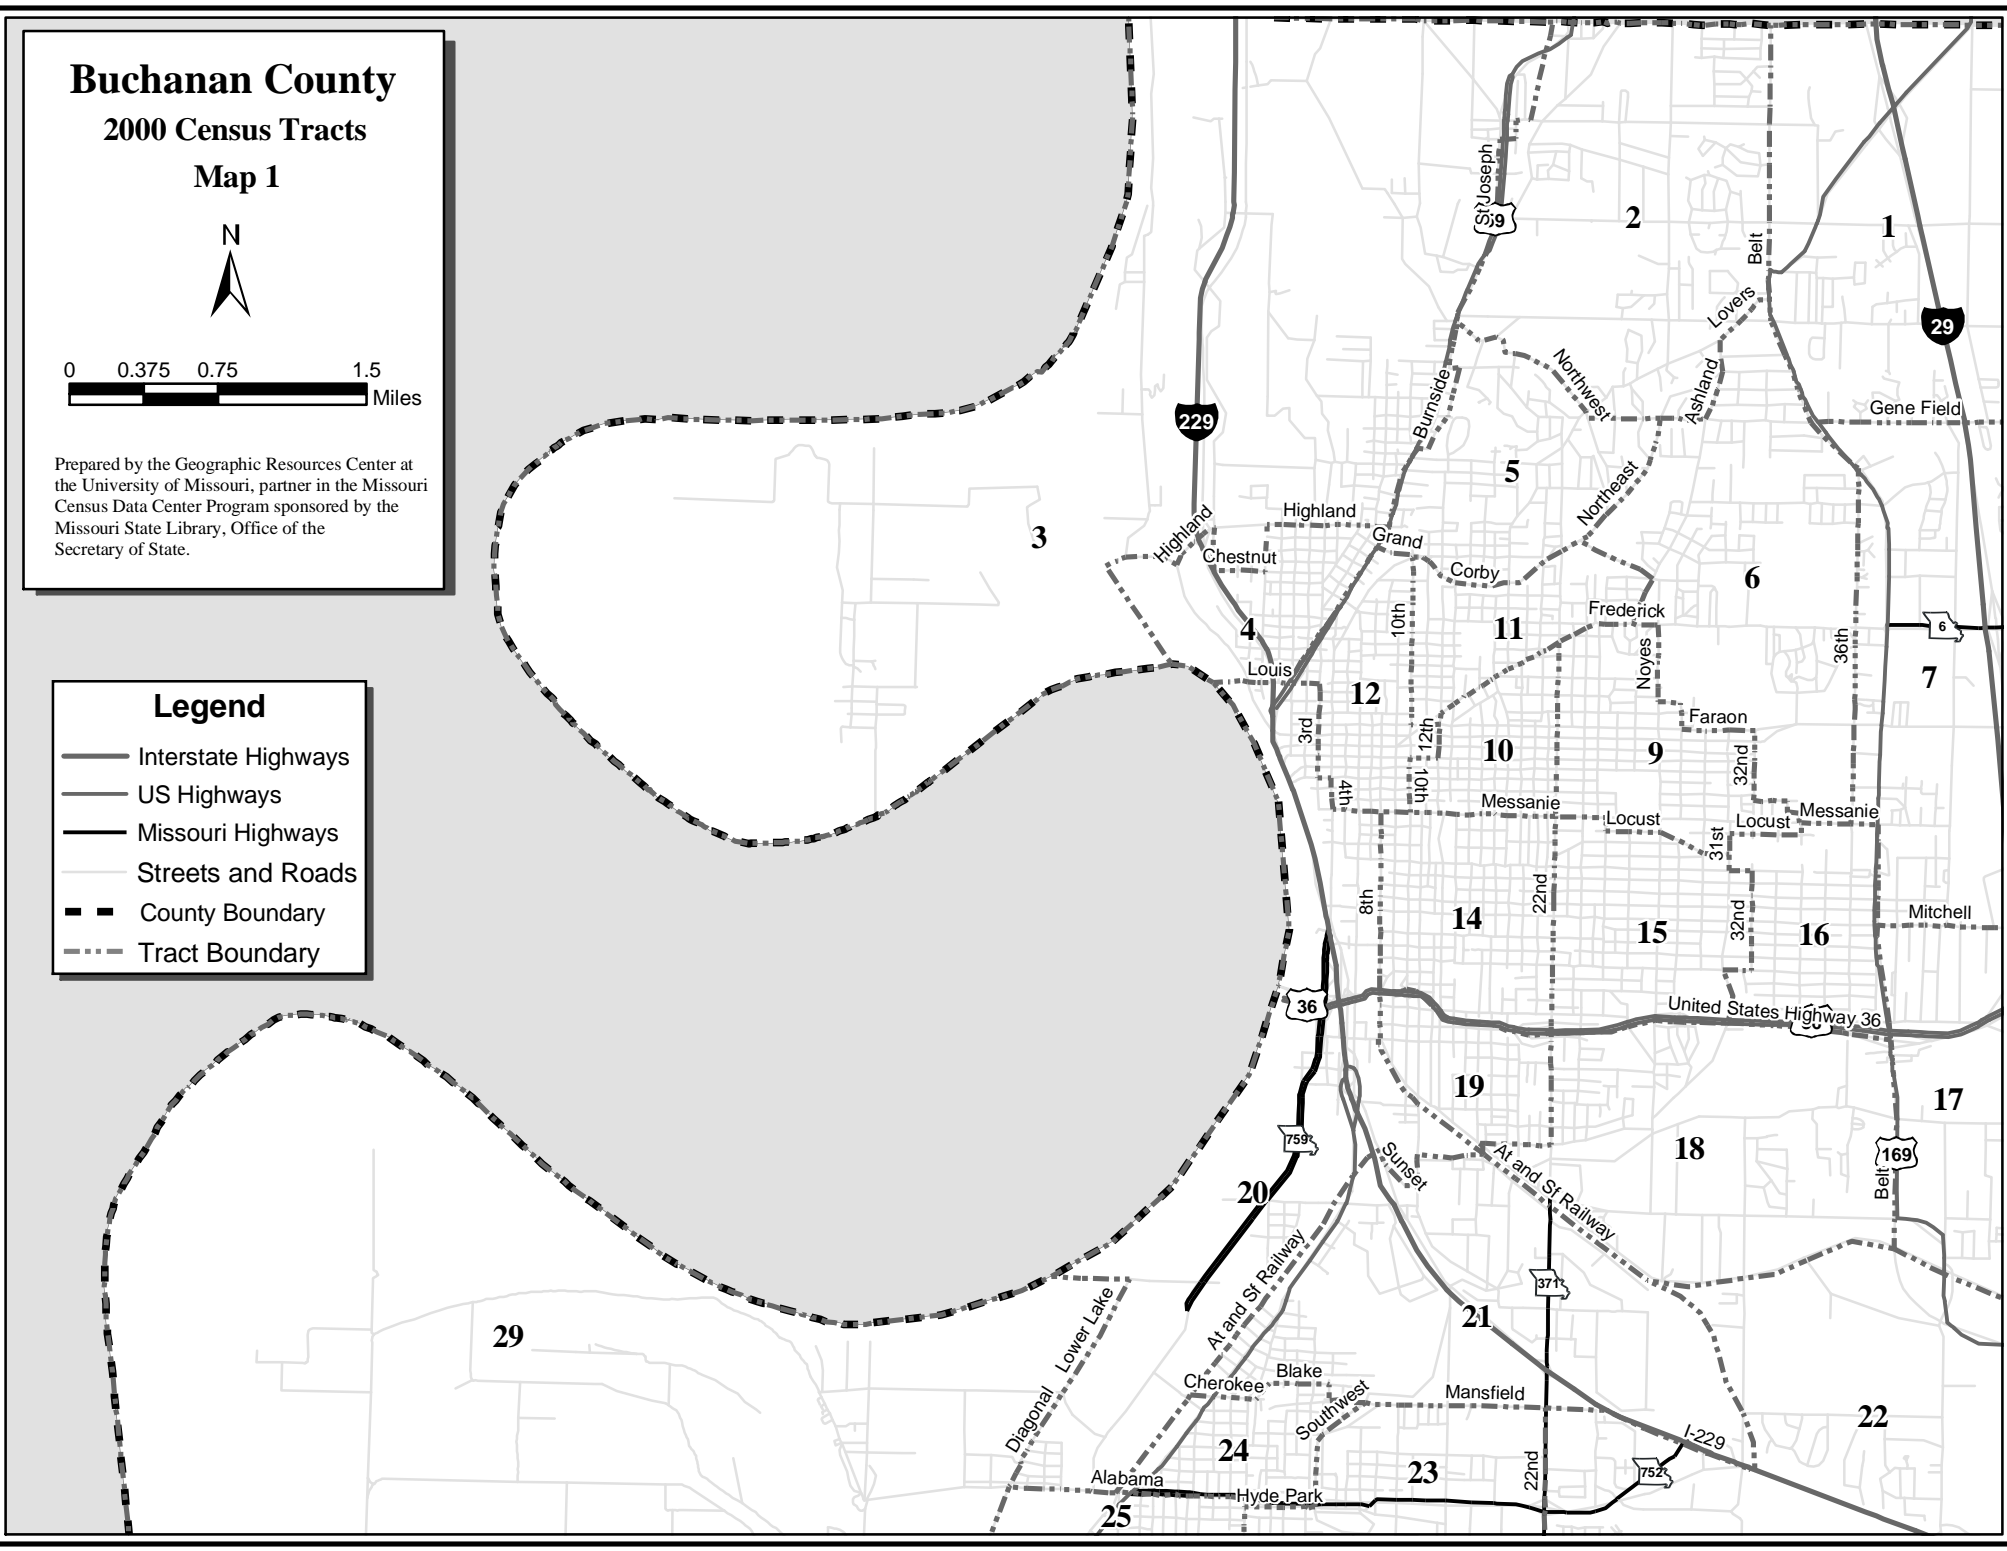 Buchanan County
2000 Census Tracts
Map 1
N
0 0.375 0.75 1.5
Miles
Prepared by the Geographic Resources Center at
the University of Missouri, partner in the Missouri
Census Data Center Program sponsored by the
Missouri State Library, Office of the
Secretary of State.
Legend
Interstate Highways
US Highways
Missouri Highways
Streets and Roads
County Boundary
Tract Boundary
St Joseph
2
1
Belt
Lovers
29
229
Northwest
Burnside
Ashland
Gene Field
5
Northeast
Highland
Highland
Grand
3
Chestnut
Corby
6
4
10th
11
Frederick
6
36th
Noyes
7
Louis
12
3rd
12th
Faraon
10
9
32nd
4th
10th
Messanie
Locust
Locust
Messanie
31st
8th
22nd
14
15
32nd
16
Mitchell
36
United States Highway 36
19
17
759
Sunset
At and Sf Railway
18
169
Belt
20
At and Sf Railway
371
21
29
Lower Lake
Diagonal
Cherokee
Blake
Southwest
Mansfield
22
24
I-229
23
22nd
752
Alabama
Hyde Park
25